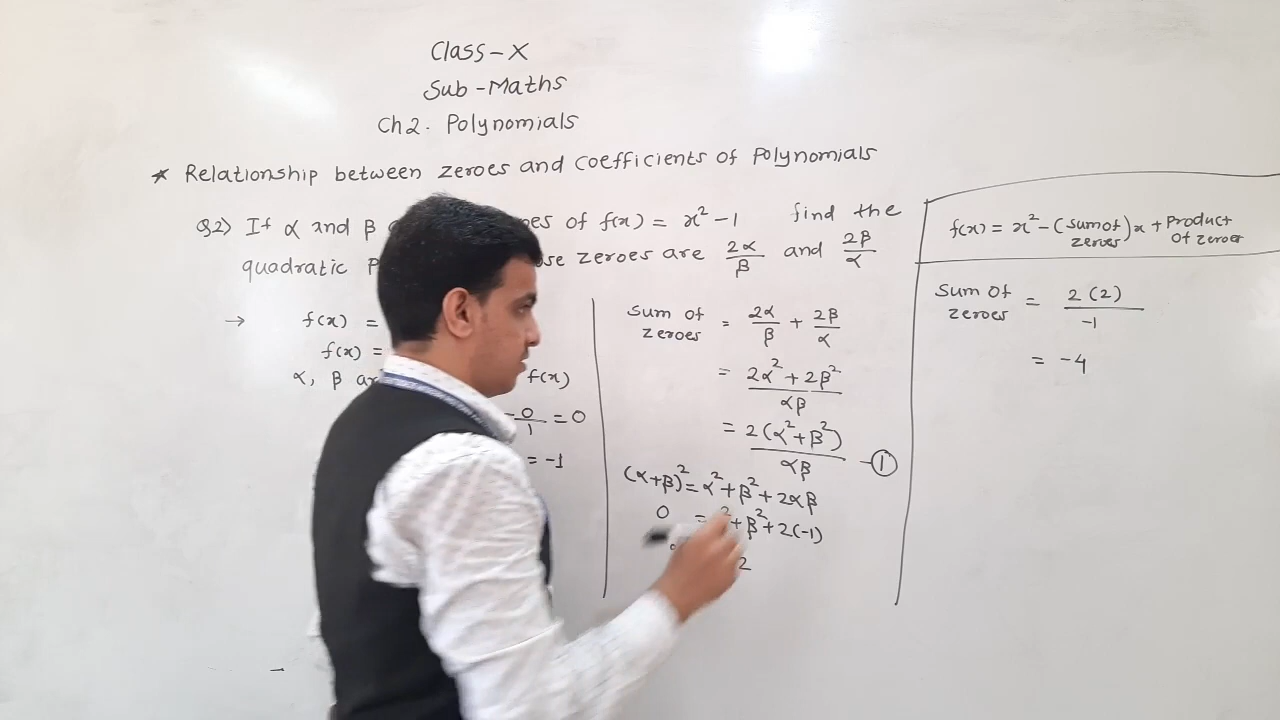 Class-X
Sub-Maths
Ch2. Polynomials
* Relationship between zeroes and coefficients of Polynomials
Q2) If α and β of f(x) = x² - 1 find the
quadratic zeroes are 2α/β and 2β/α
→ f(x) =
f(x) =
α, β f(x)
-0/1 = 0
= -1
Sum of zeroes = 2α/β + 2β/α
= 2α² + 2β² / αβ
= 2(α² + β²) / αβ -①
(α+β)² = α² + β² + 2αβ
0 = ² + β² + 2(-1)
2
f(x) = x² - (sum of zeroes)x + Product of zeroes
Sum of zeroes = 2(2) / -1
= -4